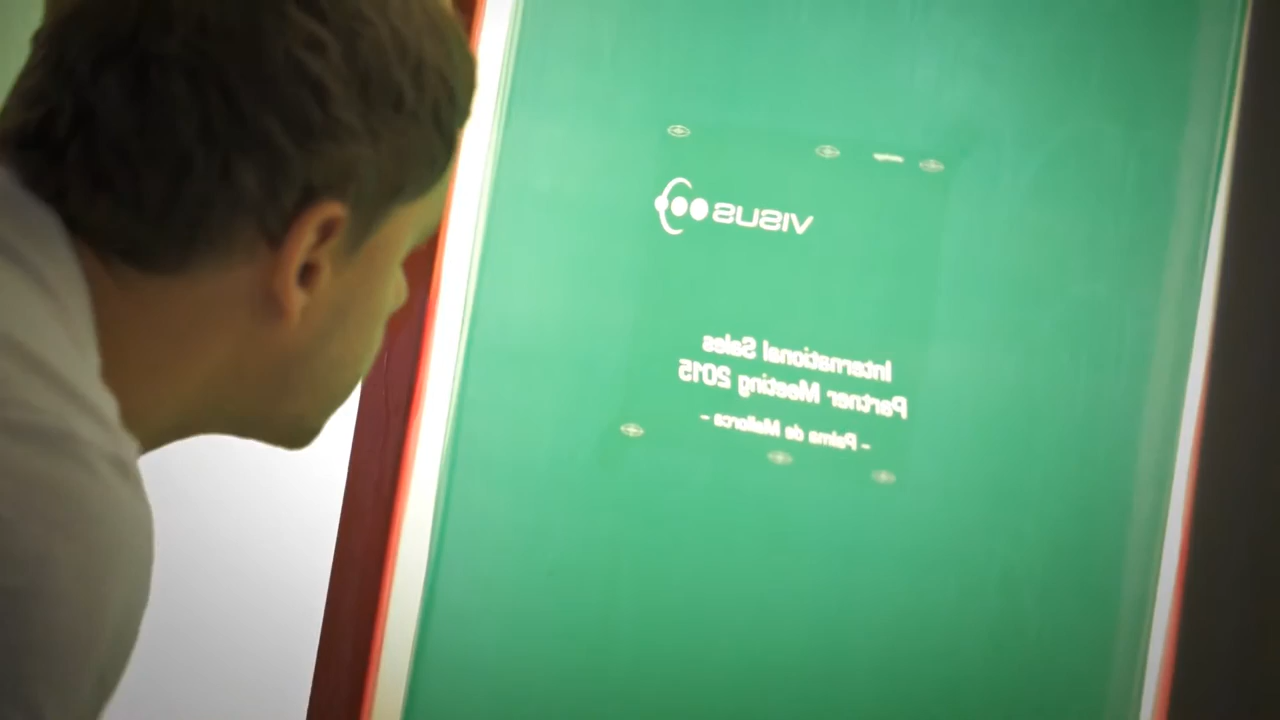 VISUS
International Sales
Partner Meeting 2015
– Palma de Mallorca –